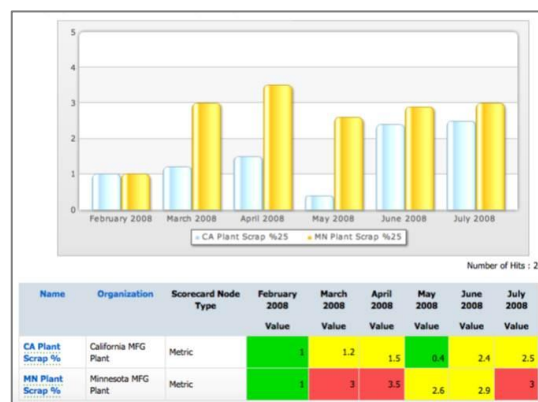 5
4
3
2
1
0
February 2008 March 2008 April 2008 May 2008 June 2008 July 2008
CA Plant Scrap %25 MN Plant Scrap %25
Number of Hits : 2
Name Organization Scorecard Node Type February 2008 March 2008 April 2008 May 2008 June 2008 July 2008
Value Value Value Value Value Value
CA Plant Scrap % California MFG Plant Metric 1 1.2 1.5 0.4 2.4 2.5
MN Plant Scrap % Minnesota MFG Plant Metric 1 3 3.5 2.6 2.9 3